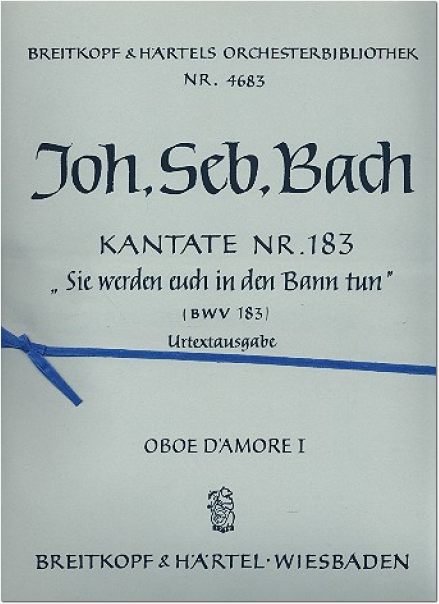 BREITKOPF & HÄRTELS ORCHESTERBIBLIOTHEK
NR. 4683
Joh. Seb. Bach
KANTATE NR. 183
„Sie werden euch in den Bann tun"
(BWV 183)
Urtextausgabe
OBOE D'AMORE I
BREITKOPF & HÄRTEL · WIESBADEN